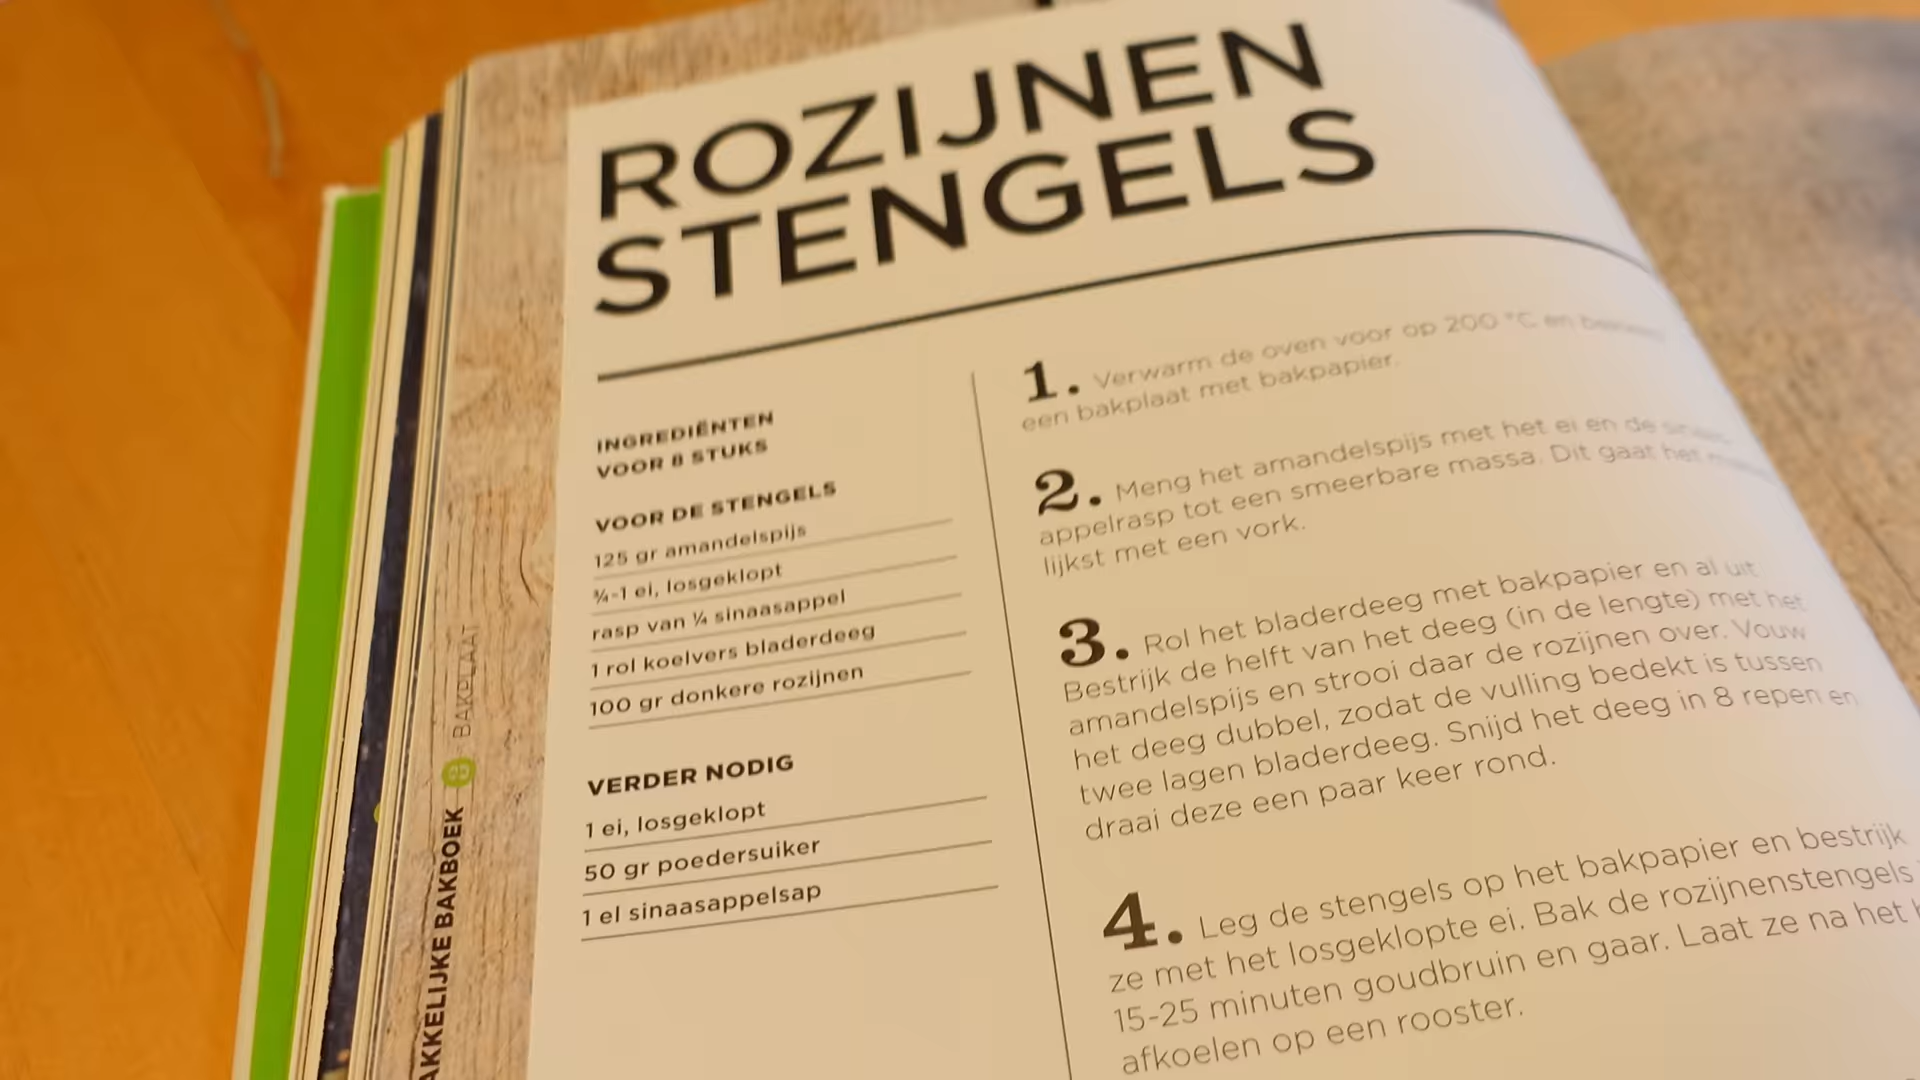 ROZIJNEN
STENGELS
INGREDIËNTEN
VOOR 8 STUKS
VOOR DE STENGELS
125 gr amandelspijs
¾-1 ei, losgeklopt
rasp van ¼ sinaasappel
1 rol koelvers bladerdeeg
100 gr donkere rozijnen
VERDER NODIG
1 ei, losgeklopt
50 gr poedersuiker
1 el sinaasappelsap
1. Verwarm de oven voor op 200 °C en
een bakplaat met bakpapier.
2. Meng het amandelspijs met het ei en de
appelrasp tot een smeerbare massa. Dit gaat het
lijkst met een vork.
3. Rol het bladerdeeg met bakpapier en al uit
Bestrijk de helft van het deeg (in de lengte) met het
amandelspijs en strooi daar de rozijnen over. Vouw
het deeg dubbel, zodat de vulling bedekt is tussen
twee lagen bladerdeeg. Snijd het deeg in 8 repen en
draai deze een paar keer rond.
4. Leg de stengels op het bakpapier en bestrijk
ze met het losgeklopte ei. Bak de rozijnenstengels
15-25 minuten goudbruin en gaar. Laat ze na het
afkoelen op een rooster.
AKKELIJKE BAKBOEK
BAKPLAAT